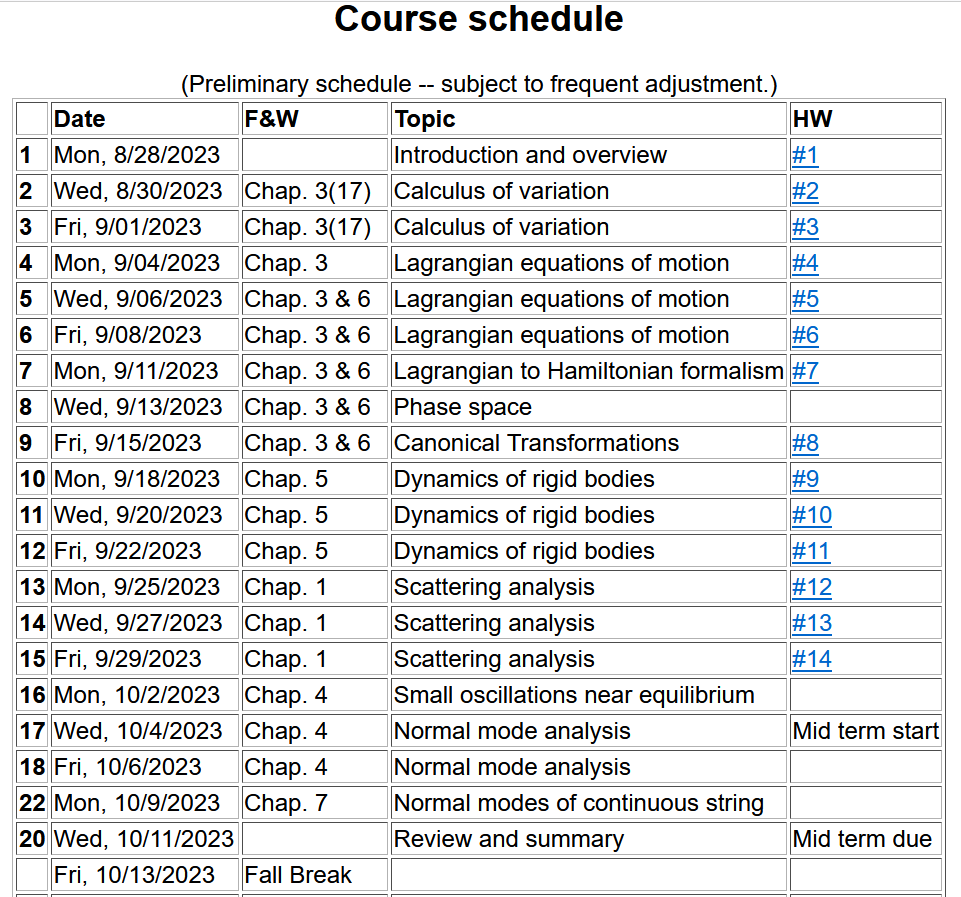 Course schedule
(Preliminary schedule -- subject to frequent adjustment.)
Date F&W Topic HW
1 Mon, 8/28/2023 Introduction and overview #1
2 Wed, 8/30/2023 Chap. 3(17) Calculus of variation #2
3 Fri, 9/01/2023 Chap. 3(17) Calculus of variation #3
4 Mon, 9/04/2023 Chap. 3 Lagrangian equations of motion #4
5 Wed, 9/06/2023 Chap. 3 & 6 Lagrangian equations of motion #5
6 Fri, 9/08/2023 Chap. 3 & 6 Lagrangian equations of motion #6
7 Mon, 9/11/2023 Chap. 3 & 6 Lagrangian to Hamiltonian formalism #7
8 Wed, 9/13/2023 Chap. 3 & 6 Phase space
9 Fri, 9/15/2023 Chap. 3 & 6 Canonical Transformations #8
10 Mon, 9/18/2023 Chap. 5 Dynamics of rigid bodies #9
11 Wed, 9/20/2023 Chap. 5 Dynamics of rigid bodies #10
12 Fri, 9/22/2023 Chap. 5 Dynamics of rigid bodies #11
13 Mon, 9/25/2023 Chap. 1 Scattering analysis #12
14 Wed, 9/27/2023 Chap. 1 Scattering analysis #13
15 Fri, 9/29/2023 Chap. 1 Scattering analysis #14
16 Mon, 10/2/2023 Chap. 4 Small oscillations near equilibrium
17 Wed, 10/4/2023 Chap. 4 Normal mode analysis Mid term start
18 Fri, 10/6/2023 Chap. 4 Normal mode analysis
22 Mon, 10/9/2023 Chap. 7 Normal modes of continuous string
20 Wed, 10/11/2023 Review and summary Mid term due
Fri, 10/13/2023 Fall Break